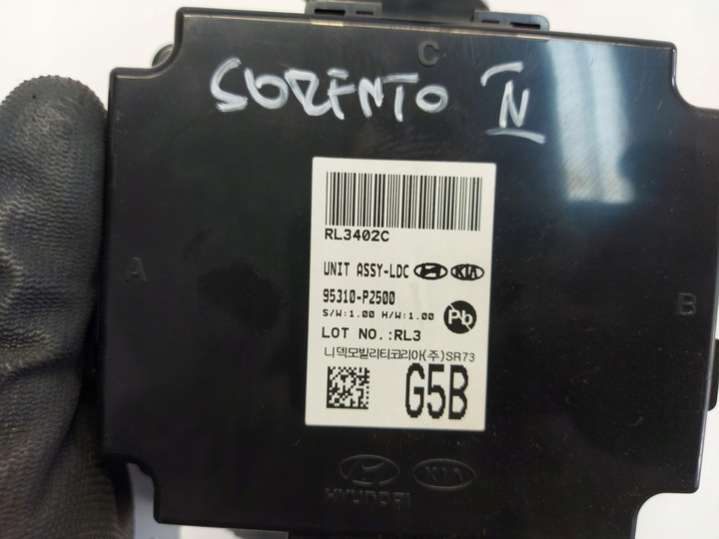 C
SORENTO IV
RL3402C
UNIT ASSY-LDC KIA
95310-P2500
S/W:1.00 H/W:1.00 Pb
LOT NO.:RL3
니덱모빌리티코리아(주)SR73
G5B
A
B
HYUNDAI KIA